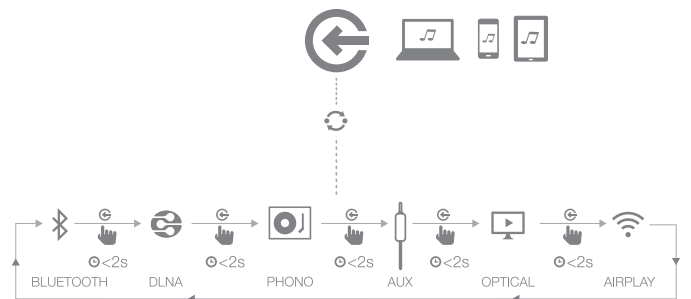 <2s <2s <2s <2s <2s
BLUETOOTH DLNA PHONO AUX OPTICAL AIRPLAY